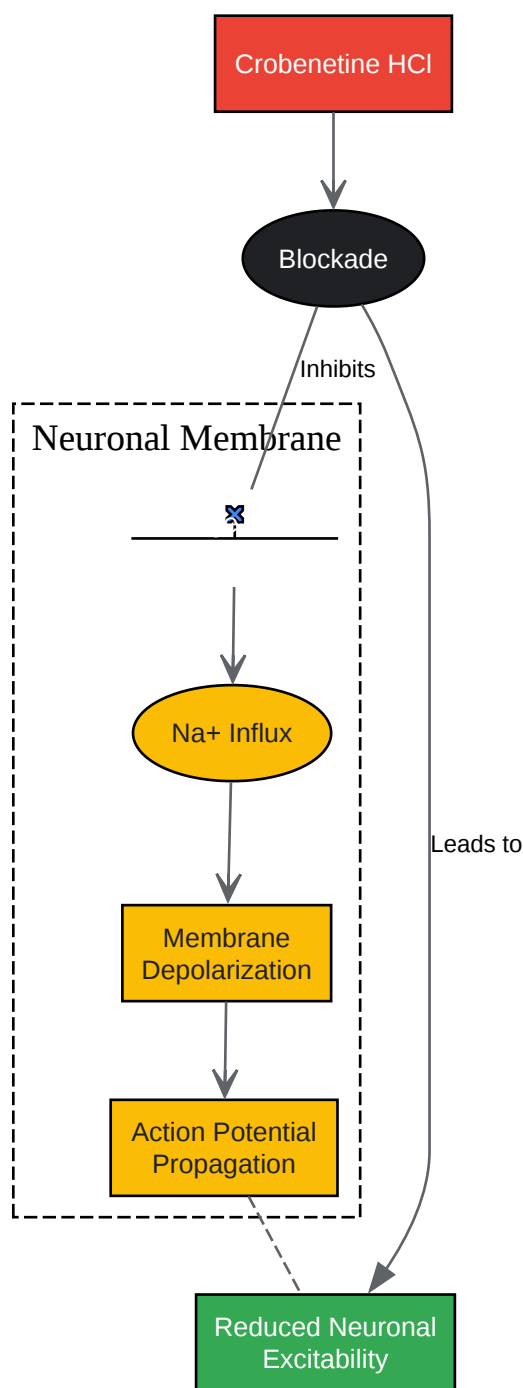 Crobenetine HCl
Blockade
Inhibits
Neuronal Membrane
Na+ Influx
Leads to
Membrane
Depolarization
Action Potential
Propagation
Reduced Neuronal
Excitability